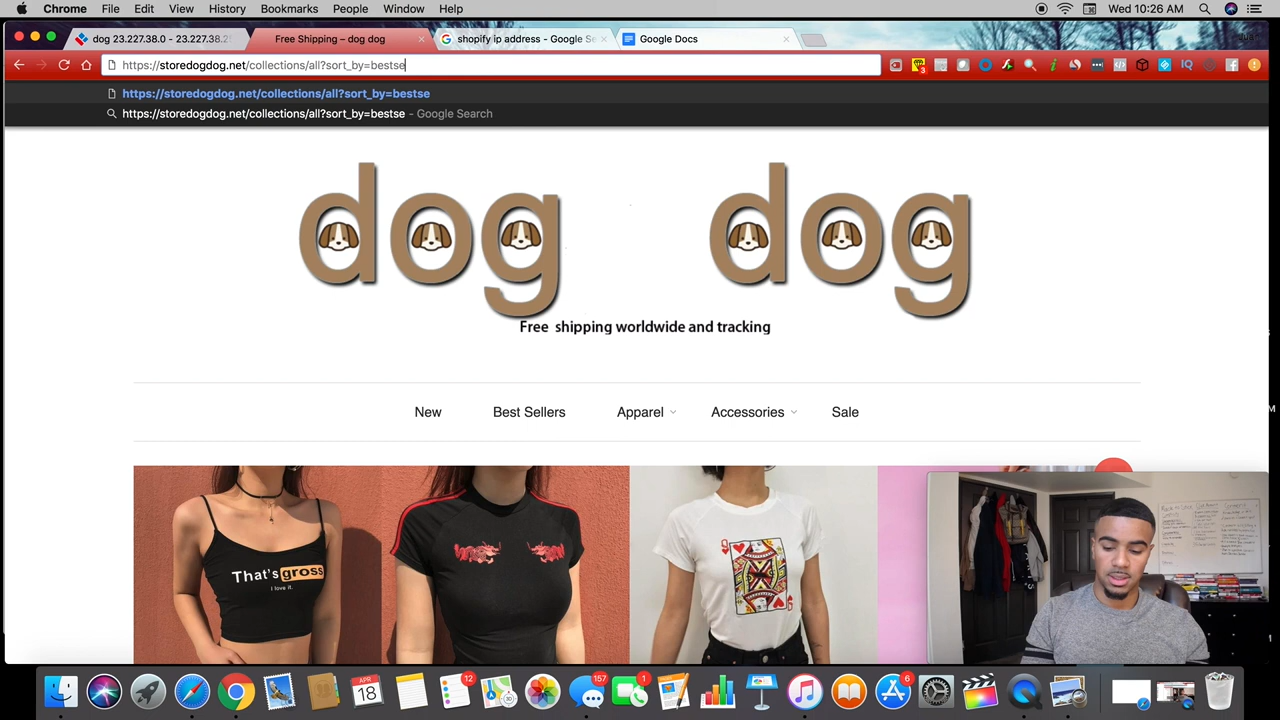 Chrome File Edit View History Bookmarks People Window Help Wed 10:26 AM
dog 23.227.38.0 - 23.227.38.25 Free Shipping – dog dog shopify ip address - Google Se Google Docs
https://storedogdog.net/collections/all?sort_by=bestse
3
IQ
https://storedogdog.net/collections/all?sort_by=bestse
https://storedogdog.net/collections/all?sort_by=bestse - Google Search
dog dog
Free shipping worldwide and tracking
New Best Sellers Apparel Accessories Sale
That's gross
I love it.
Q
Q
APR
18
12
157
1
6